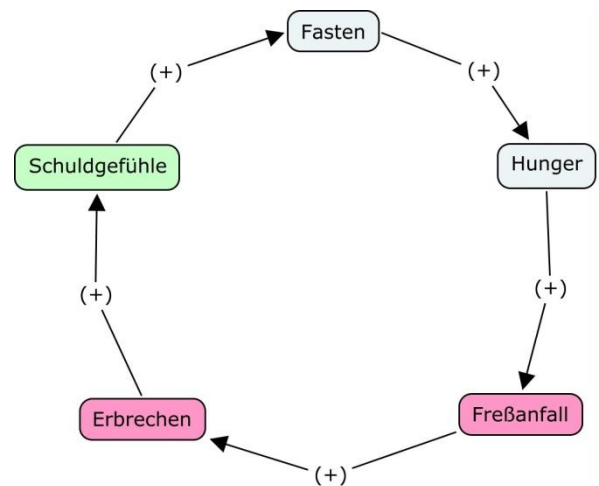 Fasten
(+)
(+)
Schuldgefühle
Hunger
(+)
(+)
Erbrechen
Freßanfall
(+)